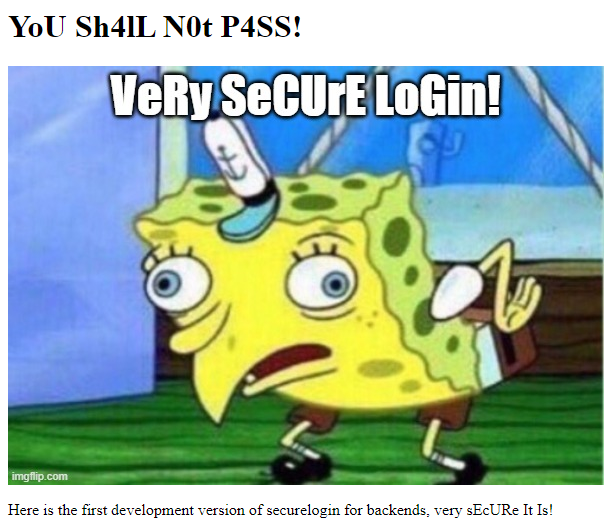 YoU Sh4lL N0t P4SS!
VeRy SeCUrE LoGin!
imgflip.com
Here is the first development version of securelogin for backends, very sEcURe It Is!